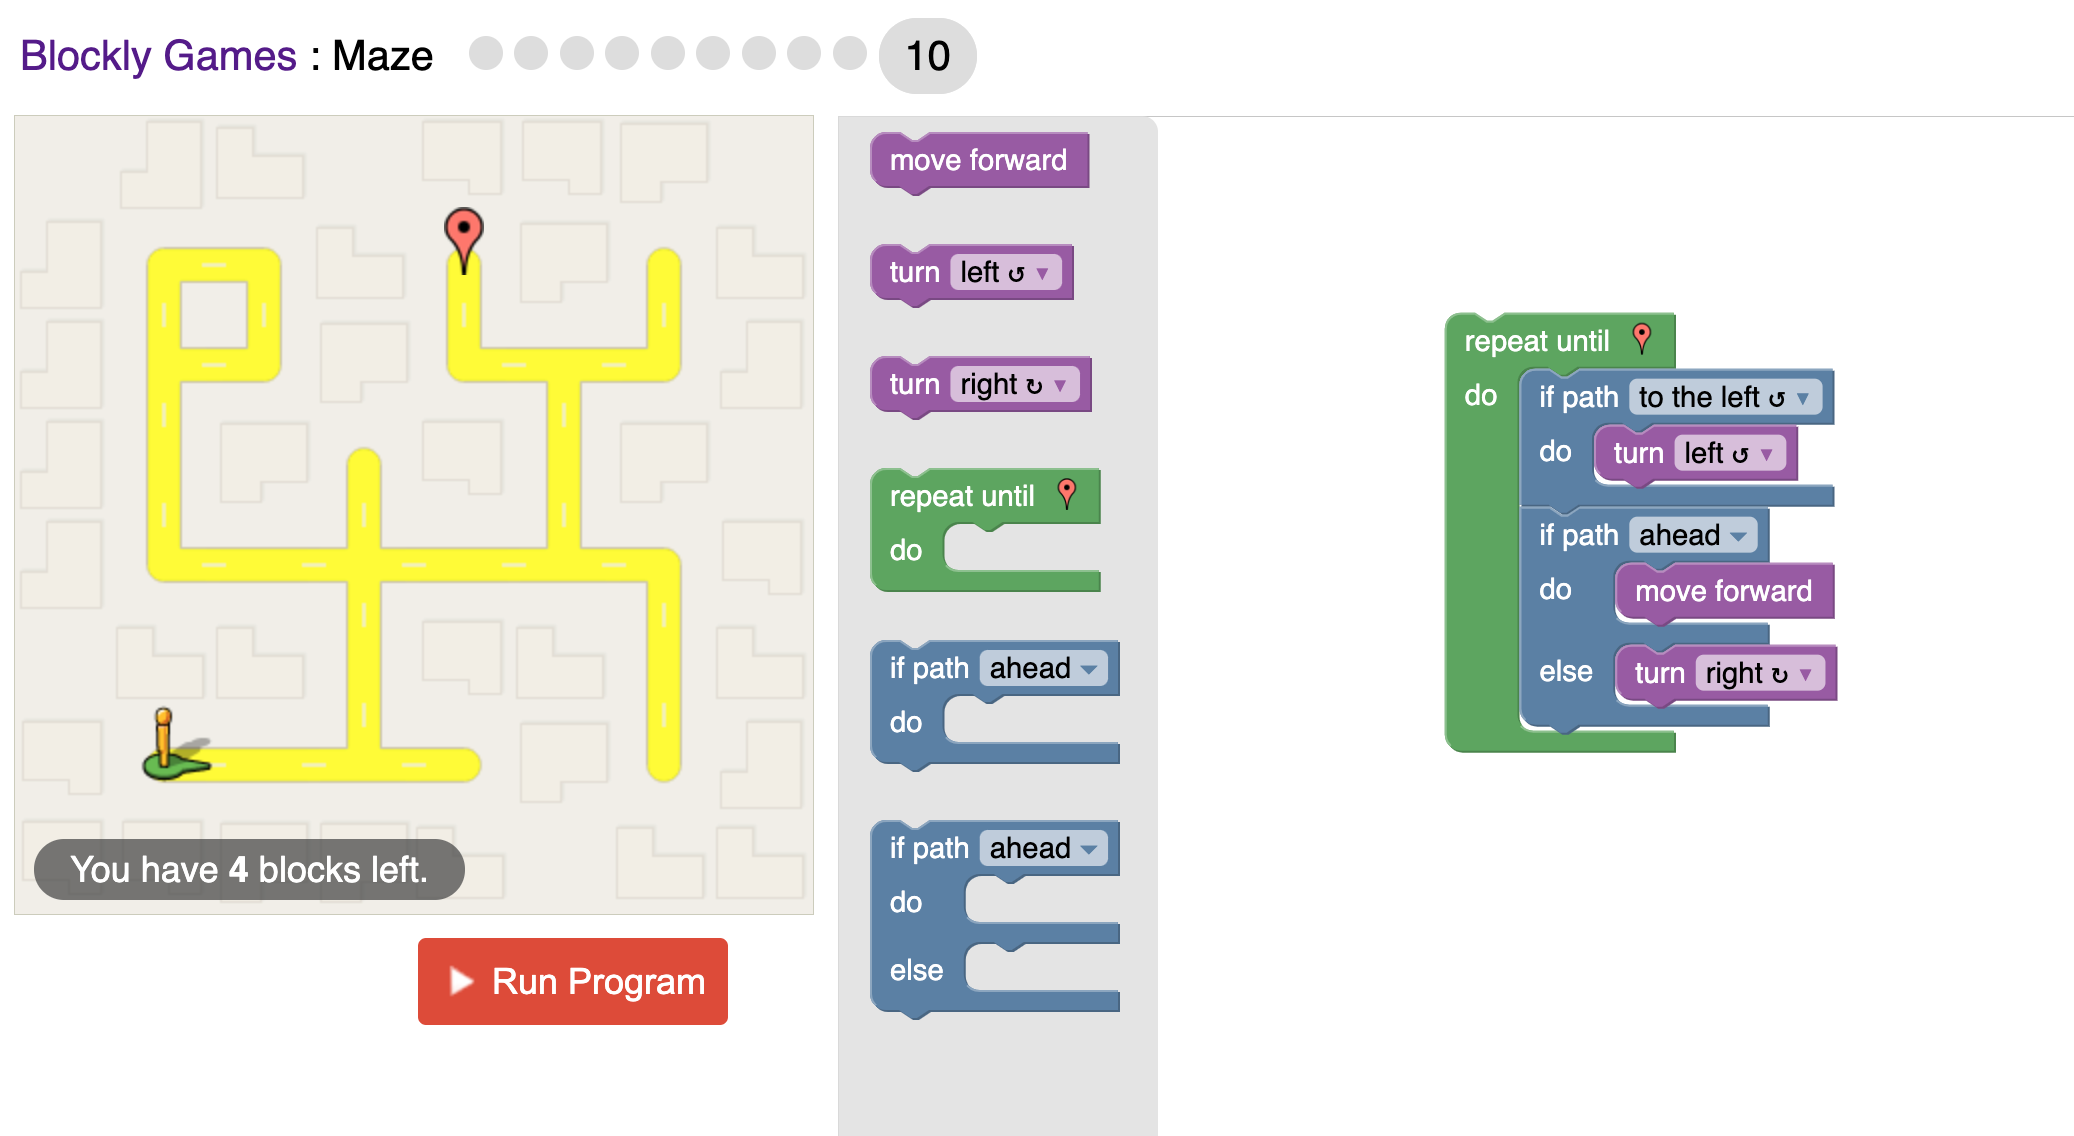 Blockly Games : Maze 10
You have 4 blocks left.
Run Program
move forward
turn left ↺ ▾
turn right ↻ ▾
repeat until
do
if path ahead ▾
do
if path ahead ▾
do
else
repeat until
do if path to the left ↺ ▾
do turn left ↺ ▾
if path ahead ▾
do move forward
else turn right ↻ ▾